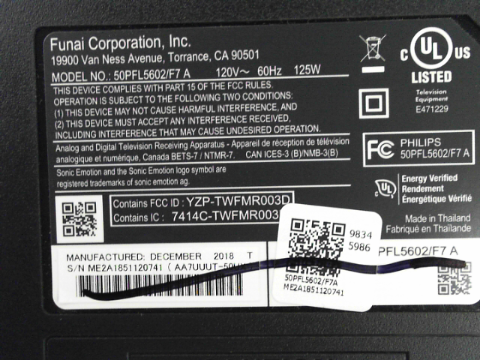 Funai Corporation, Inc.
19900 Van Ness Avenue, Torrance, CA 90501
MODEL NO.: 50PFL5602/F7 A 120V~ 60Hz 125W
THIS DEVICE COMPLIES WITH PART 15 OF THE FCC RULES.
OPERATION IS SUBJECT TO THE FOLLOWING TWO CONDITIONS:
(1) THIS DEVICE MAY NOT CAUSE HARMFUL INTERFERENCE, AND
(2) THIS DEVICE MUST ACCEPT ANY INTERFERENCE RECEIVED,
INCLUDING INTERFERENCE THAT MAY CAUSE UNDESIRED OPERATION.
Analog and Digital Television Receiving Apparatus - Appareil de réception de télévision
analogique et numérique, Canada BETS-7 / NTMR-7. CAN ICES-3 (B)/NMB-3(B)
Sonic Emotion and the Sonic Emotion logo are registered
trademarks of sonic emotion ag.
Contains FCC ID : YZP-TWFMR003D
Contains IC : 7414C-TWFMR003
MANUFACTURED: DECEMBER 2018 T
S/N ME2A1851120741 ( AA7UUUT-
C UL US
LISTED
Television
Equipment
E471229
FC PHILIPS
50PFL5602/F7 A
UL
Energy Verified
Rendement
Énergétique Vérifié
Made in Thailand
Fabriqué en Thaïlande
9834
5986
50PFL5602/F7A
ME2A1851120741
PFL5602/F7 A